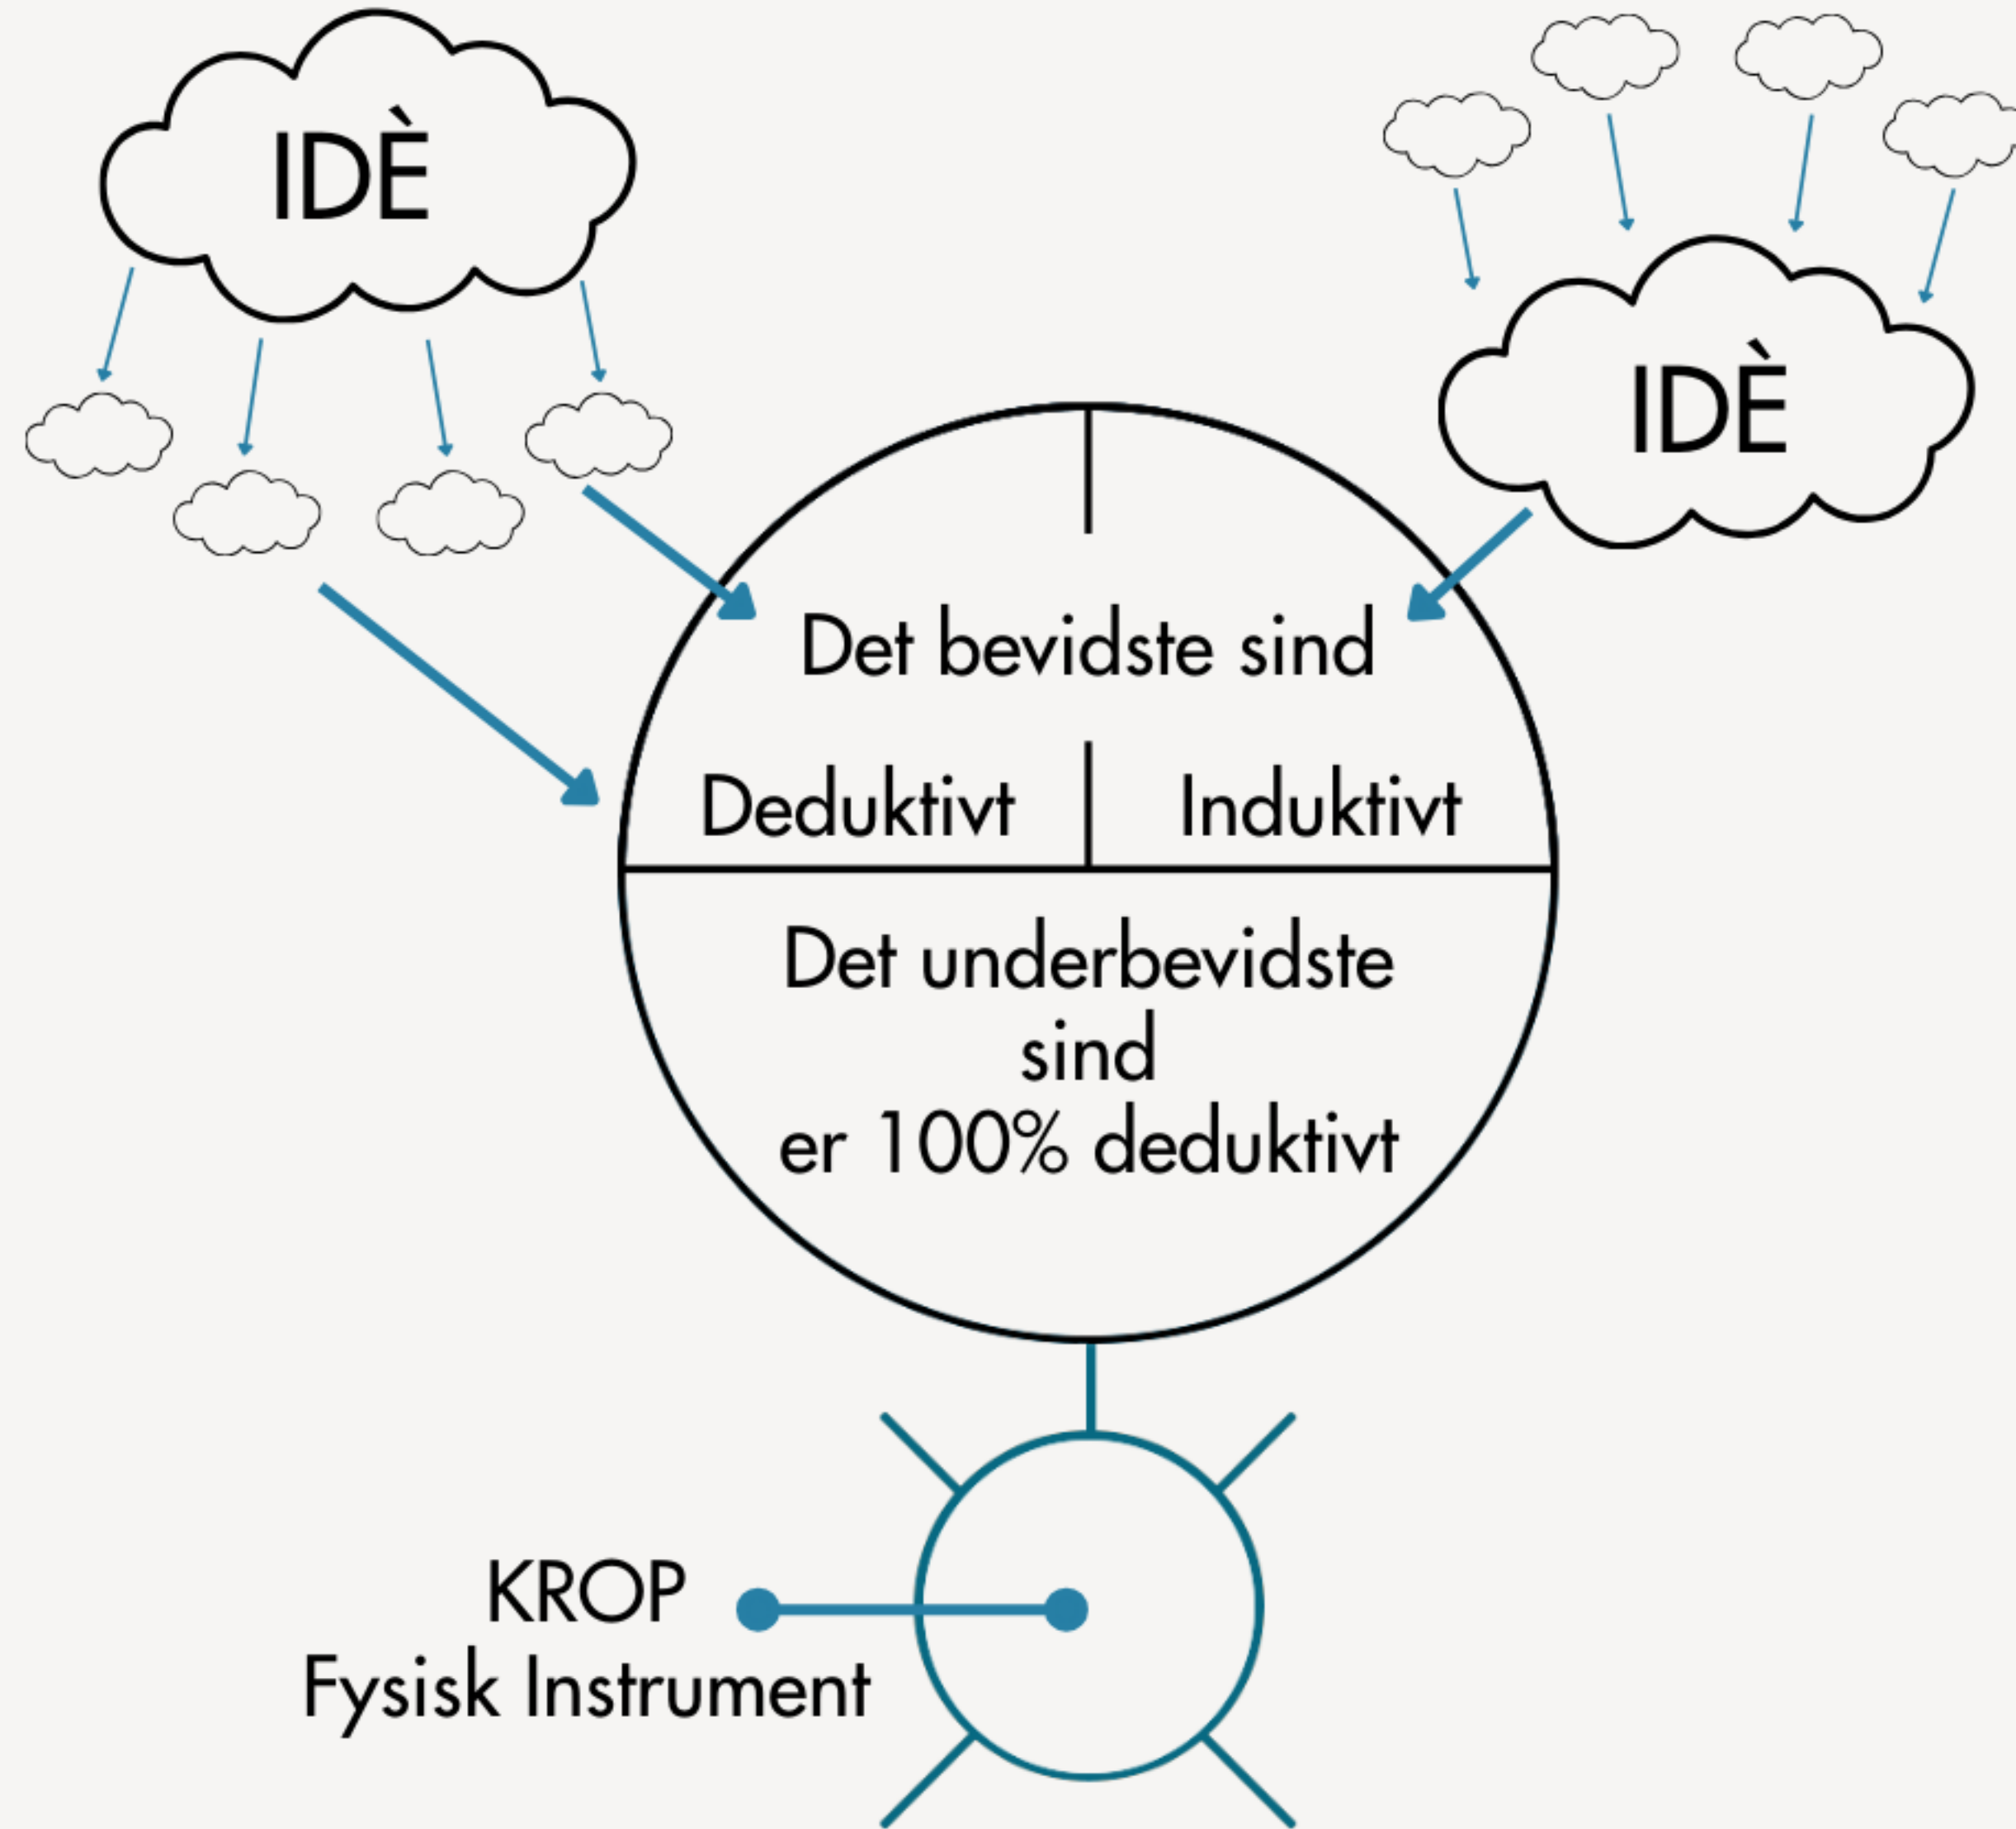 IDÈ
IDÈ
Det bevidste sind
Deduktivt
Induktivt
Det underbevidste
sind
er 100% deduktivt
KROP
Fysisk Instrument